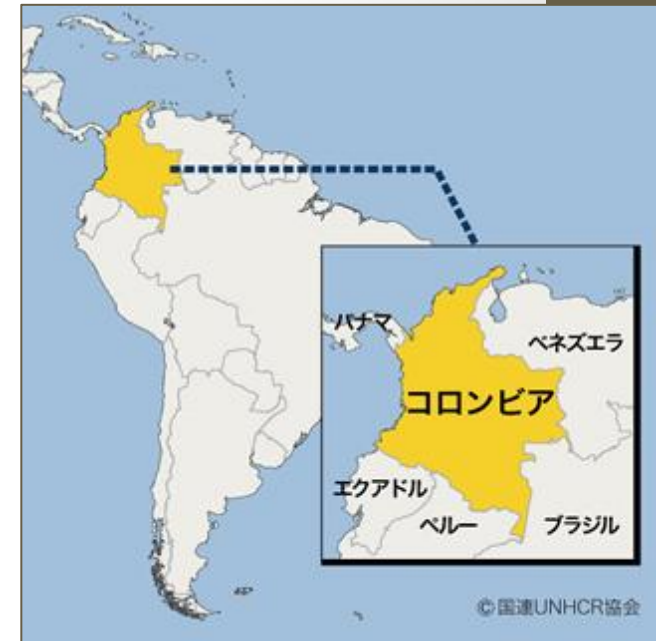 パナマ
ベネズエラ
コロンビア
エクアドル
ペルー
ブラジル
©国連UNHCR協会